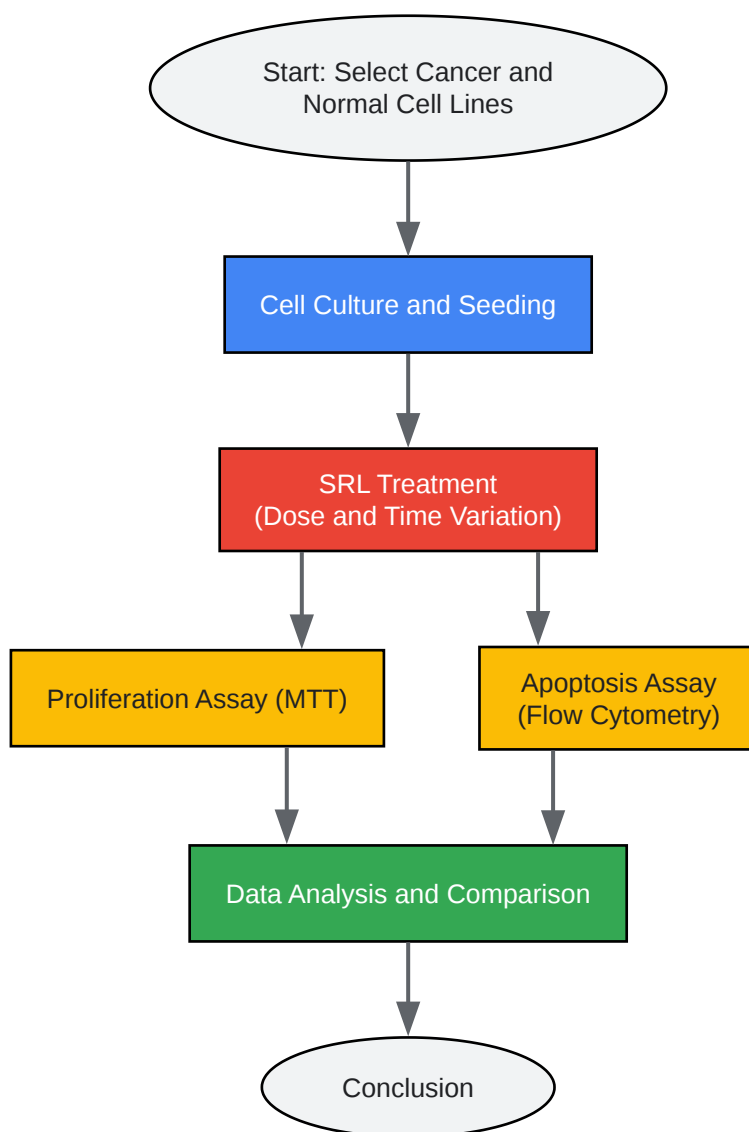 Start: Select Cancer and
Normal Cell Lines
Cell Culture and Seeding
SRL Treatment
(Dose and Time Variation)
Proliferation Assay (MTT)
Apoptosis Assay
(Flow Cytometry)
Data Analysis and Comparison
Conclusion